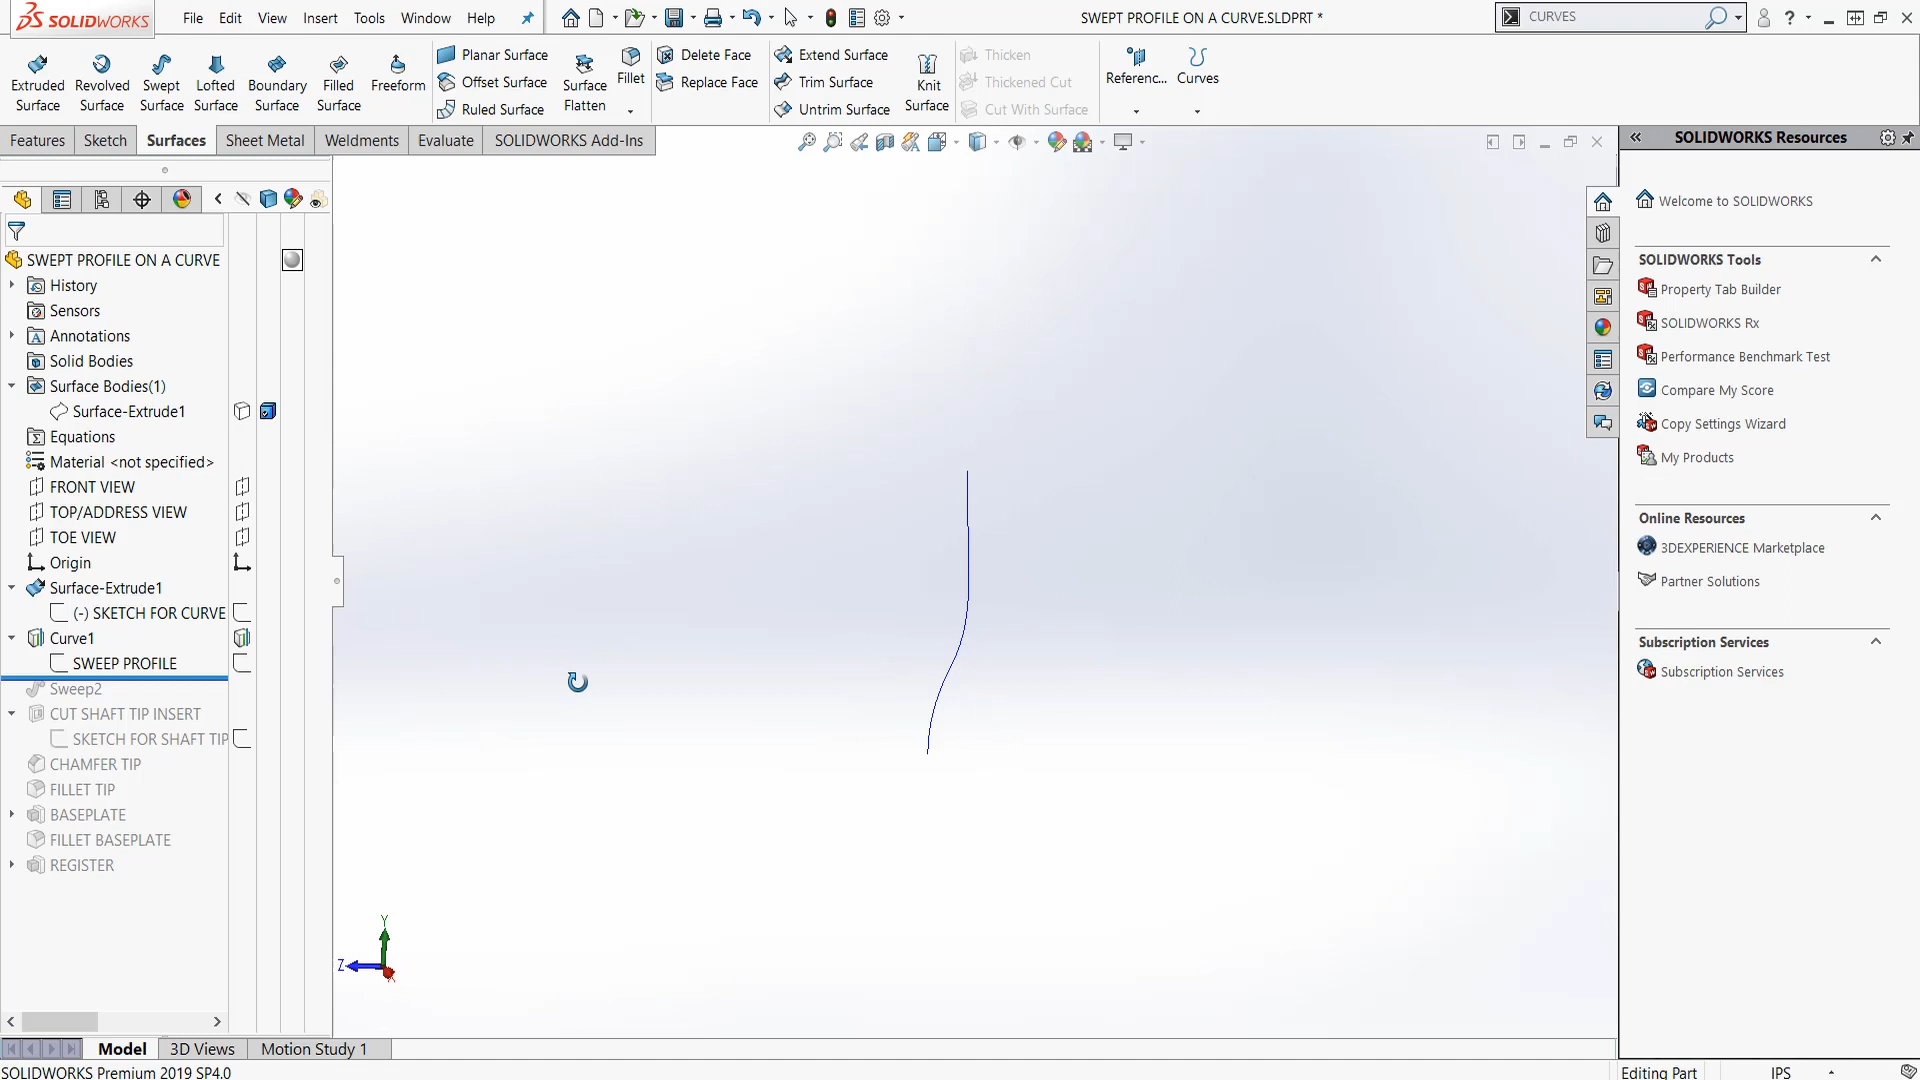 SOLIDWORKS File Edit View Insert Tools Window Help SWEPT PROFILE ON A CURVE.SLDPRT * CURVES ?
Extruded Surface
Revolved Surface
Swept Surface
Lofted Surface
Boundary Surface
Filled Surface
Freeform
Planar Surface
Offset Surface
Ruled Surface
Surface Flatten
Fillet
Delete Face
Replace Face
Extend Surface
Trim Surface
Untrim Surface
Knit Surface
Thicken
Thickened Cut
Cut With Surface
Referenc...
Curves
Features Sketch Surfaces Sheet Metal Weldments Evaluate SOLIDWORKS Add-Ins
SWEPT PROFILE ON A CURVE
History
Sensors
Annotations
Solid Bodies
Surface Bodies(1)
Surface-Extrude1
Equations
Material <not specified>
FRONT VIEW
TOP/ADDRESS VIEW
TOE VIEW
Origin
Surface-Extrude1
(-) SKETCH FOR CURVE
Curve1
SWEEP PROFILE
Sweep2
CUT SHAFT TIP INSERT
SKETCH FOR SHAFT TIP
CHAMFER TIP
FILLET TIP
BASEPLATE
FILLET BASEPLATE
REGISTER
Y
Z
X
SOLIDWORKS Resources
Welcome to SOLIDWORKS
SOLIDWORKS Tools
Property Tab Builder
SOLIDWORKS Rx
Performance Benchmark Test
Compare My Score
Copy Settings Wizard
My Products
Online Resources
3DEXPERIENCE Marketplace
Partner Solutions
Subscription Services
Subscription Services
Model 3D Views Motion Study 1
SOLIDWORKS Premium 2019 SP4.0 Editing Part IPS